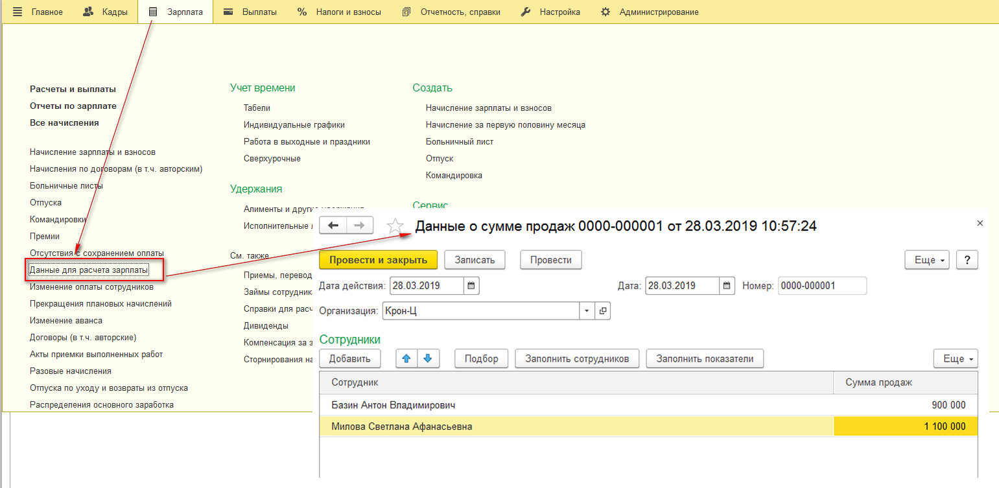 Главное Кадры Зарплата Выплаты % Налоги и взносы Отчетность, справки Настройка Администрирование
Расчеты и выплаты
Отчеты по зарплате
Все начисления
Начисление зарплаты и взносов
Начисления по договорам (в т.ч. авторским)
Больничные листы
Отпуска
Командировки
Премии
Отсутствия с сохранением оплаты
Данные для расчета зарплаты
Изменение оплаты сотрудников
Прекращения плановых начислений
Изменение аванса
Договоры (в т.ч. авторские)
Акты приемки выполненных работ
Разовые начисления
Отпуска по уходу и возвраты из отпуска
Распределения основного заработка
Учет времени
Табели
Индивидуальные графики
Работа в выходные и праздники
Сверхурочные
Удержания
Алименты и другие удержания
Исполнительные
См. также
Приемы, перевод
Займы сотрудник
Справки для расч
Дивиденды
Компенсация за з
Сторнирования на
Создать
Начисление зарплаты и взносов
Начисление за первую половину месяца
Больничный лист
Отпуск
Командировка
Сервис
Данные о сумме продаж 0000-000001 от 28.03.2019 10:57:24 ×
Провести и закрыть Записать Провести Еще ?
Дата действия: 28.03.2019 Дата: 28.03.2019 Номер: 0000-000001
Организация: Крон-Ц
Сотрудники
Добавить Подбор Заполнить сотрудников Заполнить показатели Еще
Сотрудник Сумма продаж
Базин Антон Владимирович 900 000
Милова Светлана Афанасьевна 1 100 000